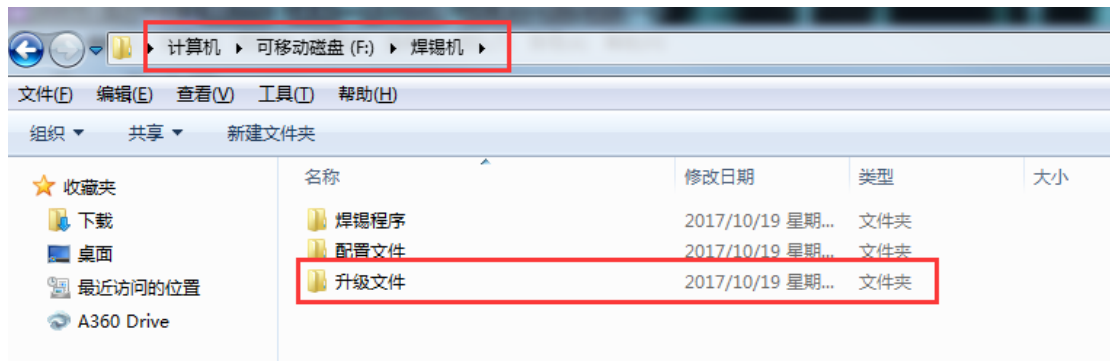 计算机 ▸ 可移动磁盘 (F:) ▸ 焊锡机 ▸
文件(F) 编辑(E) 查看(V) 工具(T) 帮助(H)
组织 ▼ 共享 ▼ 新建文件夹
名称 修改日期 类型 大小
收藏夹
下载
桌面
最近访问的位置
A360 Drive
焊锡程序 2017/10/19 星期... 文件夹
配置文件 2017/10/19 星期... 文件夹
升级文件 2017/10/19 星期... 文件夹